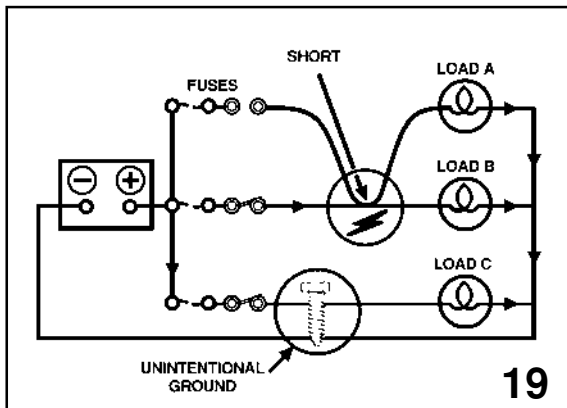 SHORT
LOAD A
FUSES
LOAD B
LOAD C
UNINTENTIONAL
GROUND
19